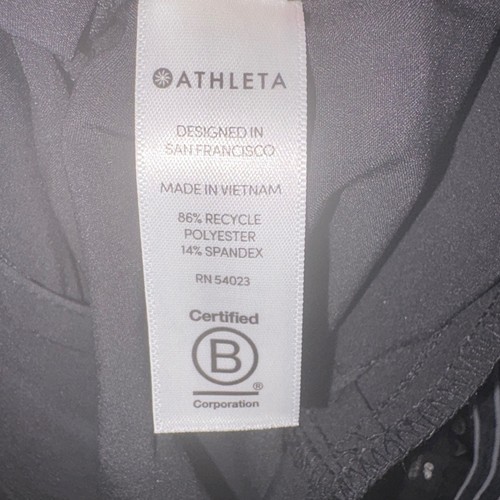 ATHLETA
DESIGNED IN
SAN FRANCISCO
MADE IN VIETNAM
86% RECYCLE
POLYESTER
14% SPANDEX
RN 54023
Certified
B
®
Corporation